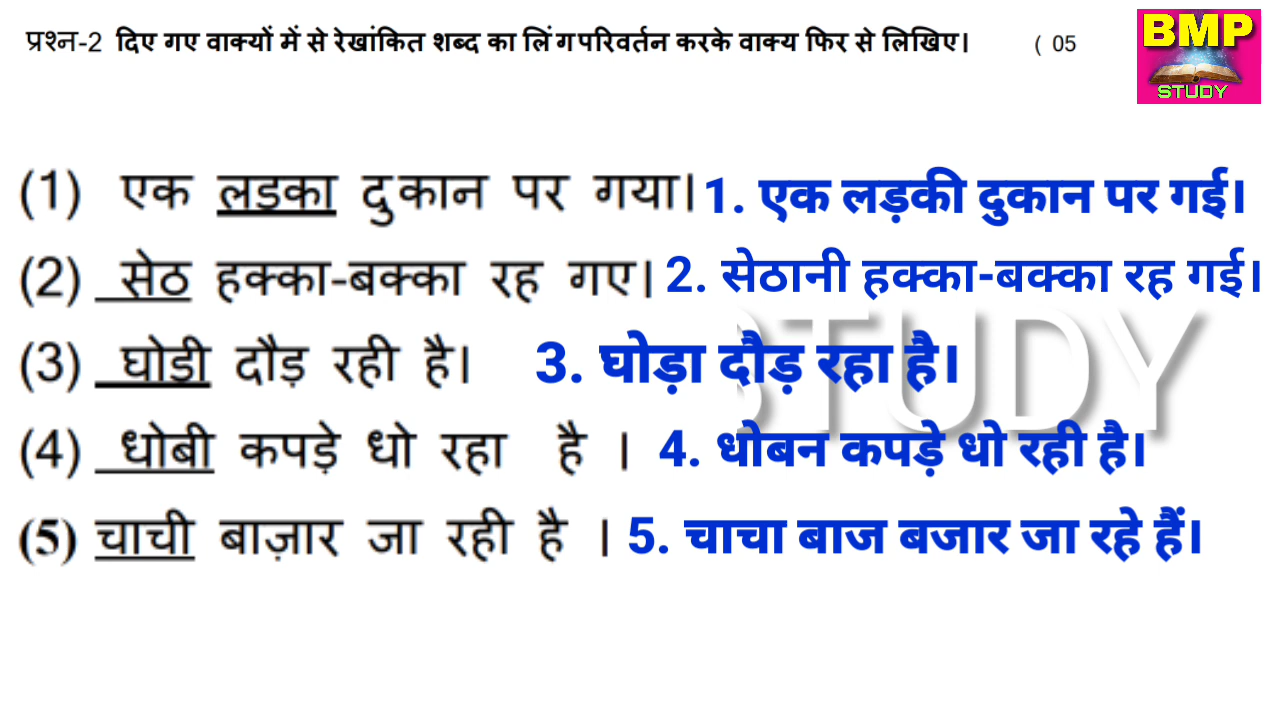 प्रश्न-2 दिए गए वाक्यों में से रेखांकित शब्द का लिंगपरिवर्तन करके वाक्य फिर से लिखिए। ( 05
BMP
STUDY
(1) एक लडका दुकान पर गया। 1. एक लड़की दुकान पर गई।
(2) सेठ हक्का-बक्का रह गए। 2. सेठानी हक्का-बक्का रह गई।
STUDY
(3) घोडी दौड़ रही है। 3. घोड़ा दौड़ रहा है।
(4) धोबी कपड़े धो रहा है । 4. धोबन कपड़े धो रही है।
(5) चाची बाज़ार जा रही है । 5. चाचा बाज बजार जा रहे हैं।